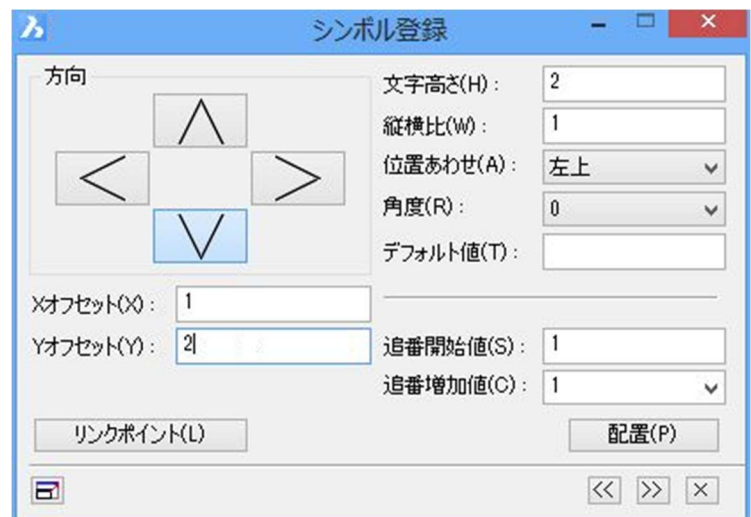 シンボル登録
方向
文字高さ(H)： 2
縦横比(W)： 1
位置あわせ(A)： 左上
角度(R)： 0
デフォルト値(T)：
Xオフセット(X)： 1
Yオフセット(Y)： 2
追番開始値(S)： 1
追番増加値(C)： 1
リンクポイント(L)
配置(P)